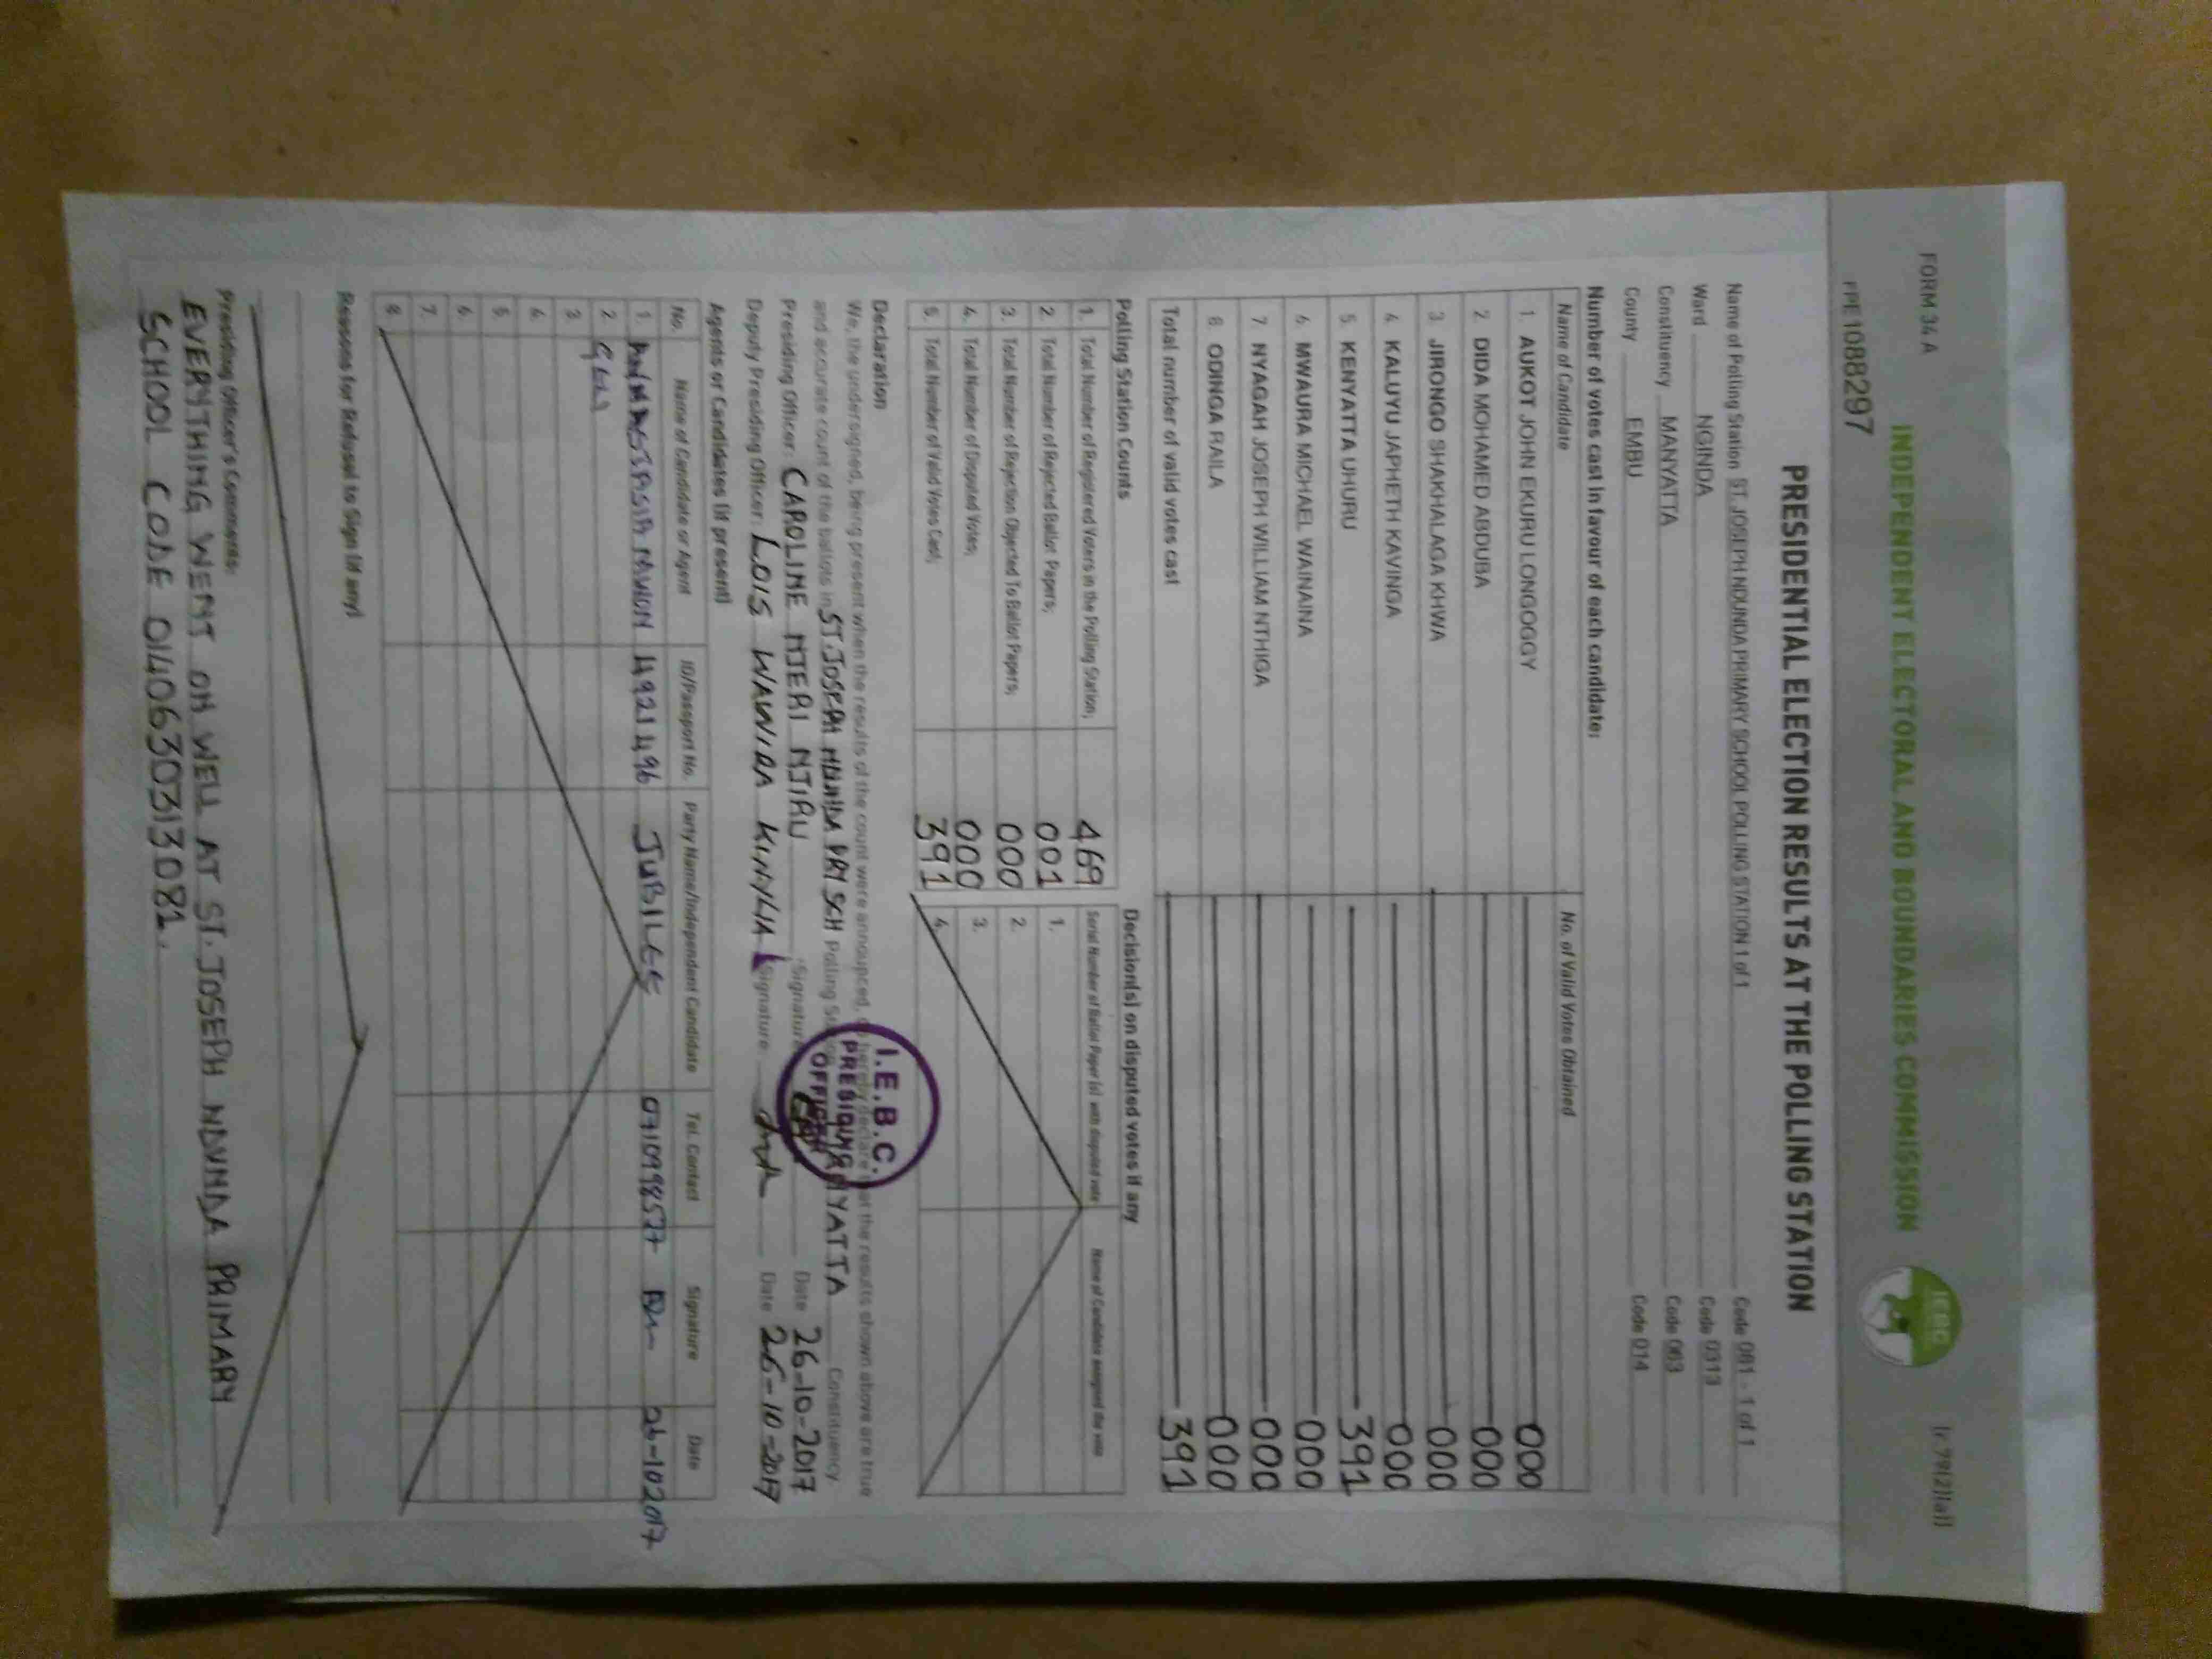 FORM 34 A
(r.79(2)(a))
INDEPENDENT ELECTORAL AND BOUNDARIES COMMISSION
IEBC
PPE1088297
PRESIDENTIAL ELECTION RESULTS AT THE POLLING STATION
Name of Polling Station ST. JOSEPH NDUNDA PRIMARY SCHOOL POLLING STATION 1 of 1 Code 081 - 1 of 1
Ward NGINDA Code 0313
Constituency MANYATTA Code 063
County EMBU Code 014
Number of votes cast in favour of each candidate:
Name of Candidate No. of Valid Votes Obtained
1. AUKOT JOHN EKURU LONGOGGY 000
2. DIDA MOHAMED ABDUBA 000
3. JIRONGO SHAKHALAGA KHWA 000
4. KALUYU JAPHETH KAVINGA 000
5. KENYATTA UHURU 391
6. MWAURA MICHAEL WAINAINA 000
7. NYAGAH JOSEPH WILLIAM NTHIGA 000
8. ODINGA RAILA 000
Total number of valid votes cast 391
Polling Station Counts
1. Total Number of Registered Voters in the Polling Station; 469
2. Total Number of Rejected Ballot Papers; 001
3. Total Number of Rejection Objected To Ballot Papers; 000
4. Total Number of Disputed Votes; 000
5. Total Number of Valid Votes Cast; 391
Decision(s) on disputed votes if any
Serial Number of Ballot Paper (s) with disputed vote Name of Candidate assigned the vote
1.
2.
3.
4.
Declaration
We, the undersigned, being present when the results of the count were announced, do hereby declare that the results shown above are true
and accurate count of the ballots in ST. JOSEPH NDUNDA PRY SCH Polling Station MANYATTA Constituency
Presiding Officer: CAROLINE NJERI NJIRU Signature Date 26-10-2017
Deputy Presiding Officer: LOIS WAWIRA KINYUA Signature Date 26-10-2017
I.E.B.C.
PRESIDING
OFFICER
Agents or Candidates (if present)
No. Name of Candidate or Agent ID/Passport No. Party Name/Independent Candidate Tel. Contact Signature Date
1. 49214496 JUBILEE 0710998527 26-102017
2.
3.
4.
5.
6.
7.
8.
Reasons for Refusal to Sign (if any)
Presiding Officer's Comments:
EVERYTHING WENT ON WELL AT ST. JOSEPH NDUNDA PRIMARY
SCHOOL CODE 0140630313081.